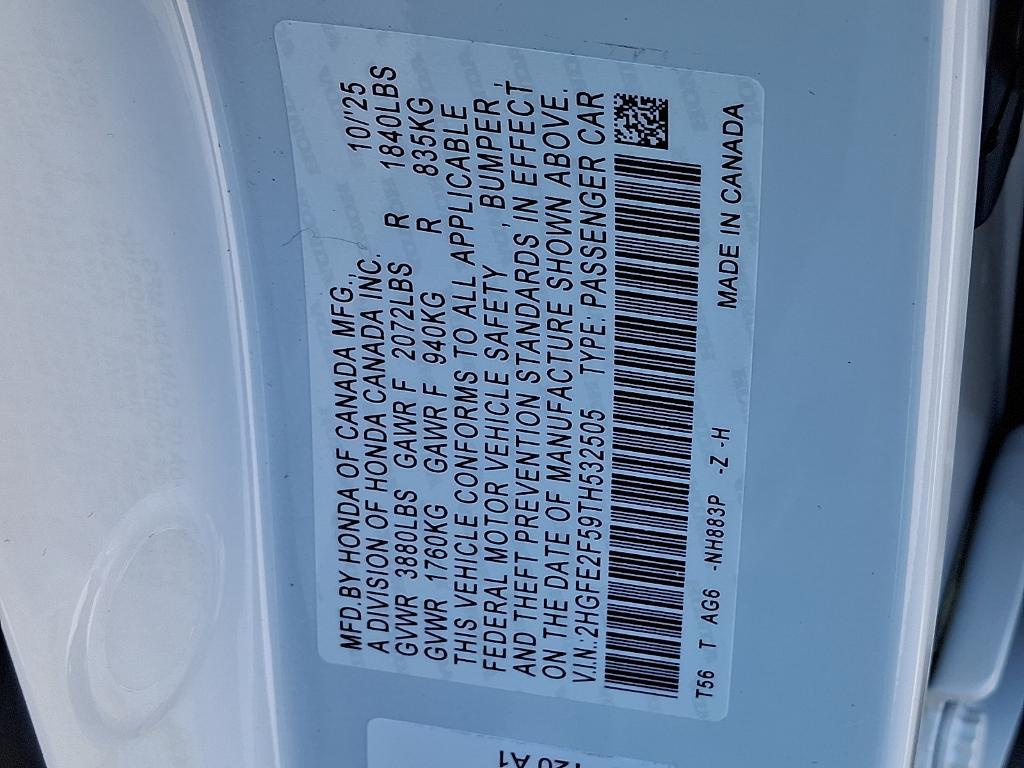 MFD.BY HONDA OF CANADA MFG., 10/'25
A DIVISION OF HONDA CANADA INC.
GVWR 3880LBS GAWR F 2072LBS R 1840LBS
GVWR 1760KG GAWR F 940KG R 835KG
THIS VEHICLE CONFORMS TO ALL APPLICABLE
FEDERAL MOTOR VEHICLE SAFETY, BUMPER,
AND THEFT PREVENTION STANDARDS, IN EFFECT
ON THE DATE OF MANUFACTURE SHOWN ABOVE.
V.I.N.:2HGFE2F59TH532505 TYPE:PASSENGER CAR
T56 T AG6 -NH883P -Z -H MADE IN CANADA
A1